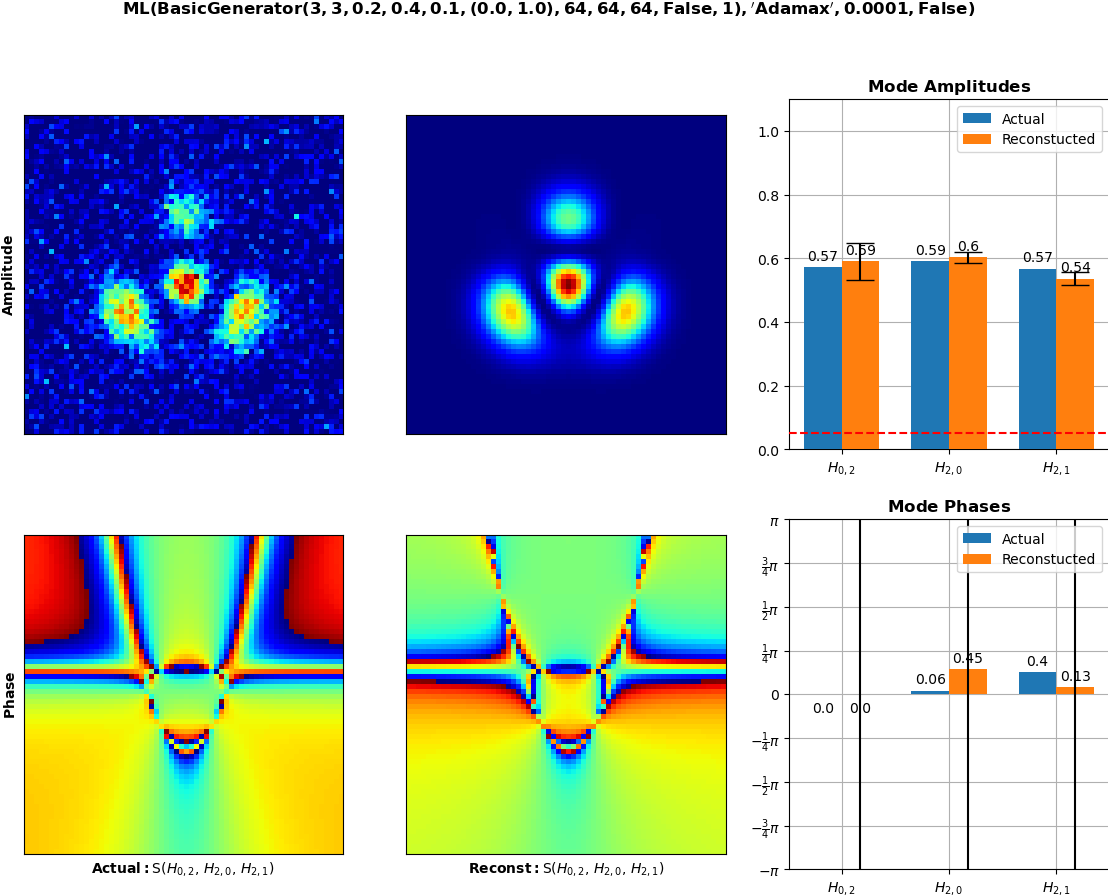 ML(BasicGenerator(3, 3, 0.2, 0.4, 0.1, (0.0, 1.0), 64, 64, 64, False, 1), ′Adamax′, 0.0001, False)
Amplitude
Mode Amplitudes
Actual
Reconstucted
1.0
0.8
0.6
0.4
0.2
0.0
0.57 0.59 0.59 0.6 0.57 0.54
H0,2 H2,0 H2,1
Phase
Actual: S(H0,2, H2,0, H2,1)
Reconst: S(H0,2, H2,0, H2,1)
Mode Phases
Actual
Reconstucted
π
3/4π
1/2π
1/4π
0
−1/4π
−1/2π
−3/4π
−π
0.0 0.0 0.06 0.45 0.4 0.13
H0,2 H2,0 H2,1